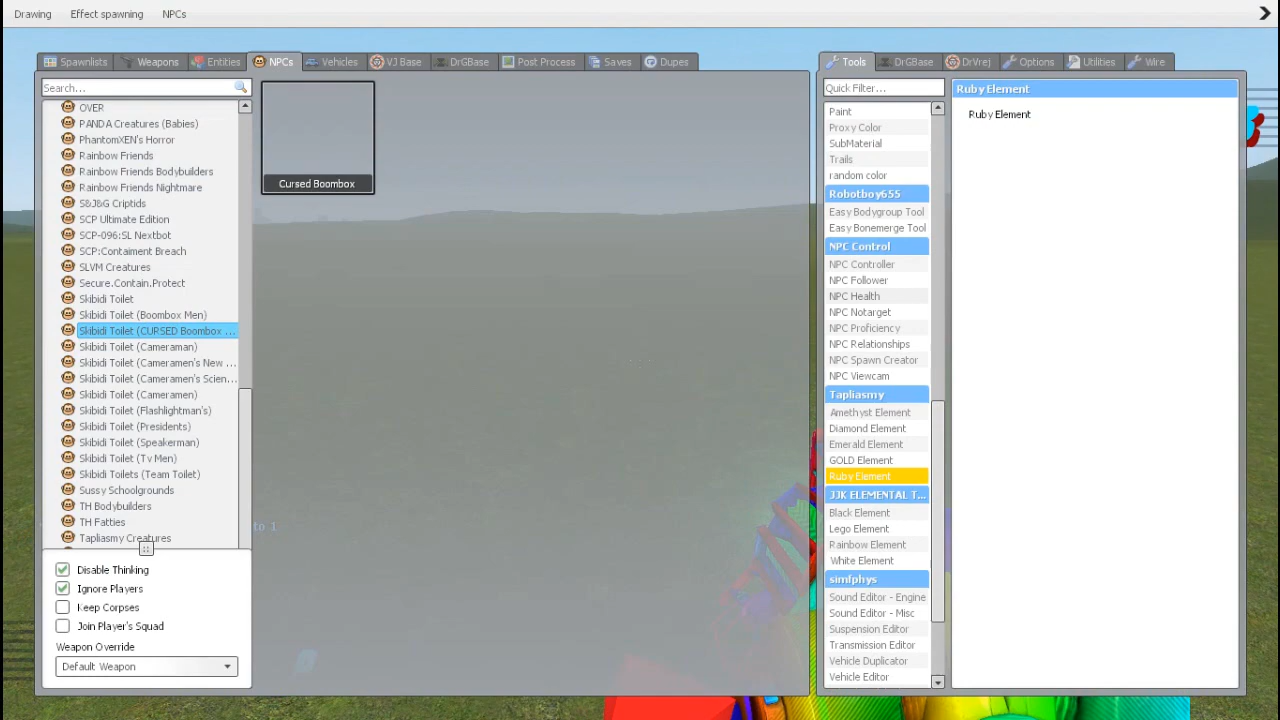 Drawing Effect spawning NPCs
Spawnlists Weapons Entities NPCs Vehicles VJ Base DrGBase Post Process Saves Dupes
Search...
OVER
PANDA Creatures (Babies)
PhantomXEN's Horror
Rainbow Friends
Rainbow Friends Bodybuilders
Rainbow Friends Nightmare
S&J&G Criptids
SCP Ultimate Edition
SCP-096:SL Nextbot
SCP:Contaiment Breach
SLVM Creatures
Secure.Contain.Protect
Skibidi Toilet
Skibidi Toilet (Boombox Men)
Skibidi Toilet (CURSED Boombox ...
Skibidi Toilet (Cameraman)
Skibidi Toilet (Cameramen's New ...
Skibidi Toilet (Cameramen's Scien...
Skibidi Toilet (Cameramen)
Skibidi Toilet (Flashlightman's)
Skibidi Toilet (Presidents)
Skibidi Toilet (Speakerman)
Skibidi Toilet (Tv Men)
Skibidi Toilets (Team Toilet)
Sussy Schoolgrounds
TH Bodybuilders
TH Fatties
Tapliasmy Creatures
Disable Thinking
Ignore Players
Keep Corpses
Join Player's Squad
Weapon Override
Default Weapon
Cursed Boombox
to 1
Tools DrGBase DrVrej Options Utilities Wire
Quick Filter...
Paint
Proxy Color
SubMaterial
Trails
random color
Robotboy655
Easy Bodygroup Tool
Easy Bonemerge Tool
NPC Control
NPC Controller
NPC Follower
NPC Health
NPC Notarget
NPC Proficiency
NPC Relationships
NPC Spawn Creator
NPC Viewcam
Tapliasmy
Amethyst Element
Diamond Element
Emerald Element
GOLD Element
Ruby Element
JJK ELEMENTAL T...
Black Element
Lego Element
Rainbow Element
White Element
simfphys
Sound Editor - Engine
Sound Editor - Misc
Suspension Editor
Transmission Editor
Vehicle Duplicator
Vehicle Editor
Ruby Element
Ruby Element